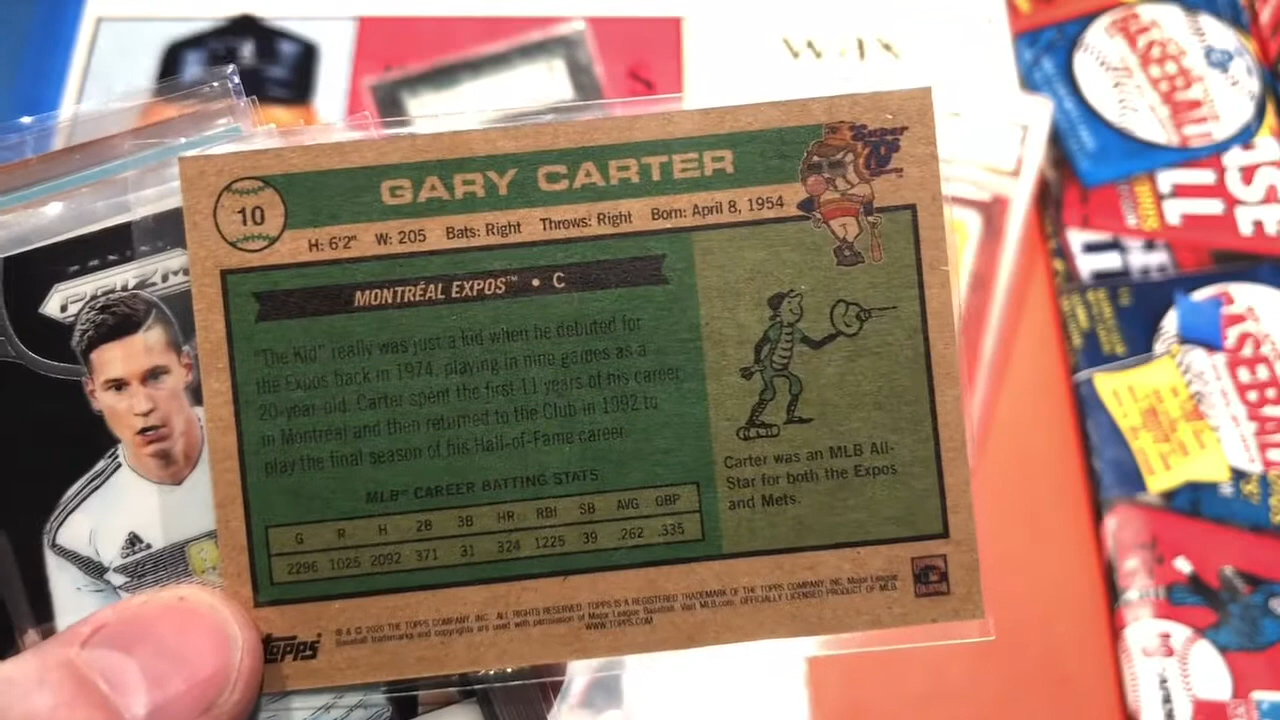 wax
BASEBALL
PRIZM
GARY CARTER
Super
70s
10
H: 6'2" W: 205 Bats: Right Throws: Right Born: April 8, 1954
MONTRÉAL EXPOS™ • C
"The Kid" really was just a kid when he debuted for
the Expos back in 1974, playing in nine games as a
20-year-old. Carter spent the first 11 years of his career
in Montréal and then returned to the Club in 1992 to
play the final season of his Hall-of-Fame career.
Carter was an MLB All-
Star for both the Expos
and Mets.
MLB® CAREER BATTING STATS
G R H 2B 3B HR RBI SB AVG OBP
2296 1025 2092 371 31 324 1225 39 .262 .335
® & © 2020 THE TOPPS COMPANY, INC. ALL RIGHTS RESERVED. TOPPS IS A REGISTERED TRADEMARK OF THE TOPPS COMPANY, INC. Major League
Baseball trademarks and copyrights are used with permission of Major League Baseball. Visit MLB.com. OFFICIALLY LICENSED PRODUCT OF MLB.
WWW.TOPPS.COM
topps